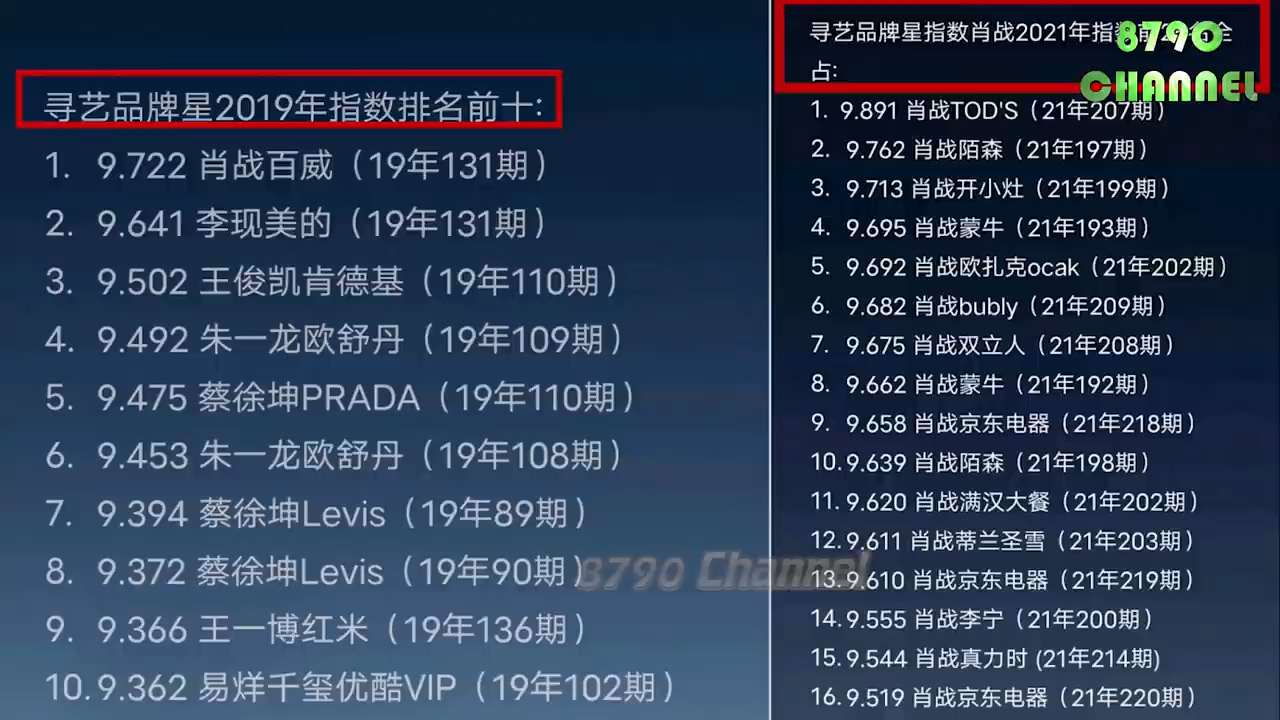 寻艺品牌星2019年指数排名前十:
1. 9.722 肖战百威（19年131期）
2. 9.641 李现美的（19年131期）
3. 9.502 王俊凯肯德基（19年110期）
4. 9.492 朱一龙欧舒丹（19年109期）
5. 9.475 蔡徐坤PRADA（19年110期）
6. 9.453 朱一龙欧舒丹（19年108期）
7. 9.394 蔡徐坤Levis（19年89期）
8. 9.372 蔡徐坤Levis（19年90期）
9. 9.366 王一博红米（19年136期）
10. 9.362 易烊千玺优酷VIP（19年102期）
寻艺品牌星指数肖战2021年指数前2 全
占:
1. 9.891 肖战TOD'S（21年207期）
2. 9.762 肖战陌森（21年197期）
3. 9.713 肖战开小灶（21年199期）
4. 9.695 肖战蒙牛（21年193期）
5. 9.692 肖战欧扎克ocak（21年202期）
6. 9.682 肖战bubly（21年209期）
7. 9.675 肖战双立人（21年208期）
8. 9.662 肖战蒙牛（21年192期）
9. 9.658 肖战京东电器（21年218期）
10. 9.639 肖战陌森（21年198期）
11. 9.620 肖战满汉大餐（21年202期）
12. 9.611 肖战蒂兰圣雪（21年203期）
13. 9.610 肖战京东电器（21年219期）
14. 9.555 肖战李宁（21年200期）
15. 9.544 肖战真力时 (21年214期)
16. 9.519 肖战京东电器（21年220期）
8790
CHANNEL
8790 Channel